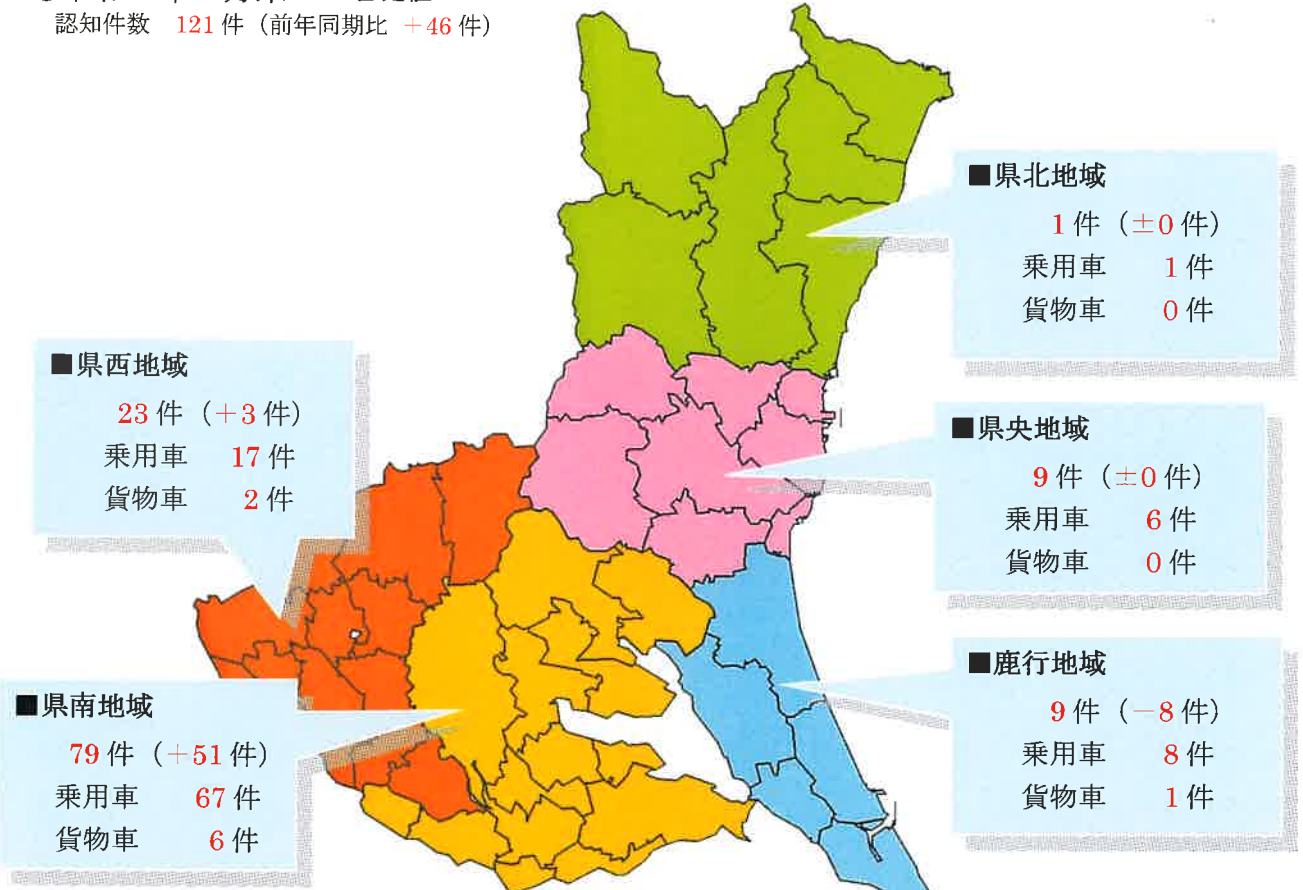 認知件数 121件（前年同期比 +46件）
■県北地域
1件（±0件）
乗用車 1件
貨物車 0件
■県西地域
23件（+3件）
乗用車 17件
貨物車 2件
■県央地域
9件（±0件）
乗用車 6件
貨物車 0件
■鹿行地域
9件（−8件）
乗用車 8件
貨物車 1件
■県南地域
79件（+51件）
乗用車 67件
貨物車 6件